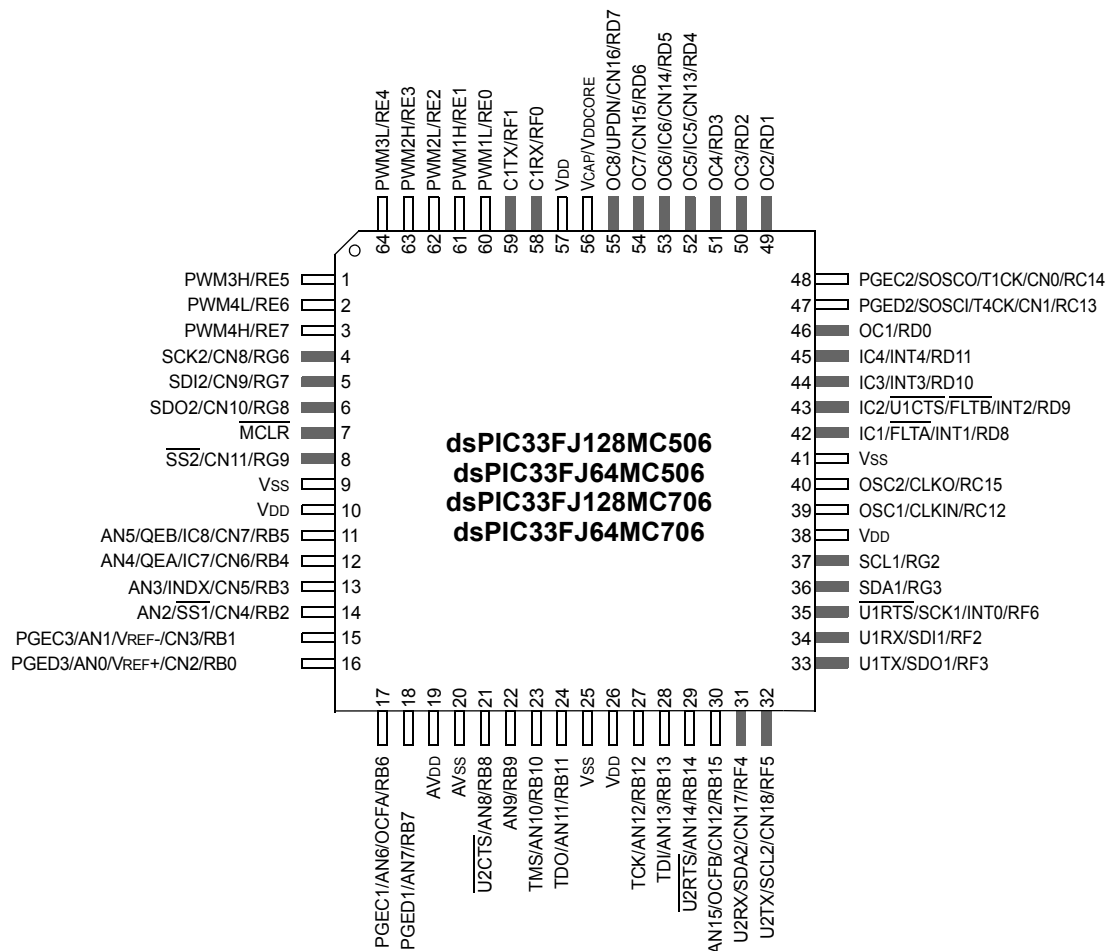 PWM3L/RE4
PWM2H/RE3
PWM2L/RE2
PWM1H/RE1
PWM1L/RE0
C1TX/RF1
C1RX/RF0
VDD
VCAP/VDDCORE
OC8/UPDN/CN16/RD7
OC7/CN15/RD6
OC6/IC6/CN14/RD5
OC5/IC5/CN13/RD4
OC4/RD3
OC3/RD2
OC2/RD1
64 63 62 61 60 59 58 57 56 55 54 53 52 51 50 49
PWM3H/RE5 1
PWM4L/RE6 2
PWM4H/RE7 3
SCK2/CN8/RG6 4
SDI2/CN9/RG7 5
SDO2/CN10/RG8 6
MCLR 7
SS2/CN11/RG9 8
VSS 9
VDD 10
AN5/QEB/IC8/CN7/RB5 11
AN4/QEA/IC7/CN6/RB4 12
AN3/INDX/CN5/RB3 13
AN2/SS1/CN4/RB2 14
PGEC3/AN1/VREF-/CN3/RB1 15
PGED3/AN0/VREF+/CN2/RB0 16
dsPIC33FJ128MC506
dsPIC33FJ64MC506
dsPIC33FJ128MC706
dsPIC33FJ64MC706
48 PGEC2/SOSCO/T1CK/CN0/RC14
47 PGED2/SOSCI/T4CK/CN1/RC13
46 OC1/RD0
45 IC4/INT4/RD11
44 IC3/INT3/RD10
43 IC2/U1CTS/FLTB/INT2/RD9
42 IC1/FLTA/INT1/RD8
41 VSS
40 OSC2/CLKO/RC15
39 OSC1/CLKIN/RC12
38 VDD
37 SCL1/RG2
36 SDA1/RG3
35 U1RTS/SCK1/INT0/RF6
34 U1RX/SDI1/RF2
33 U1TX/SDO1/RF3
17 18 19 20 21 22 23 24 25 26 27 28 29 30 31 32
PGEC1/AN6/OCFA/RB6
PGED1/AN7/RB7
AVDD
AVSS
U2CTS/AN8/RB8
AN9/RB9
TMS/AN10/RB10
TDO/AN11/RB11
VSS
VDD
TCK/AN12/RB12
TDI/AN13/RB13
U2RTS/AN14/RB14
AN15/OCFB/CN12/RB15
U2RX/SDA2/CN17/RF4
U2TX/SCL2/CN18/RF5